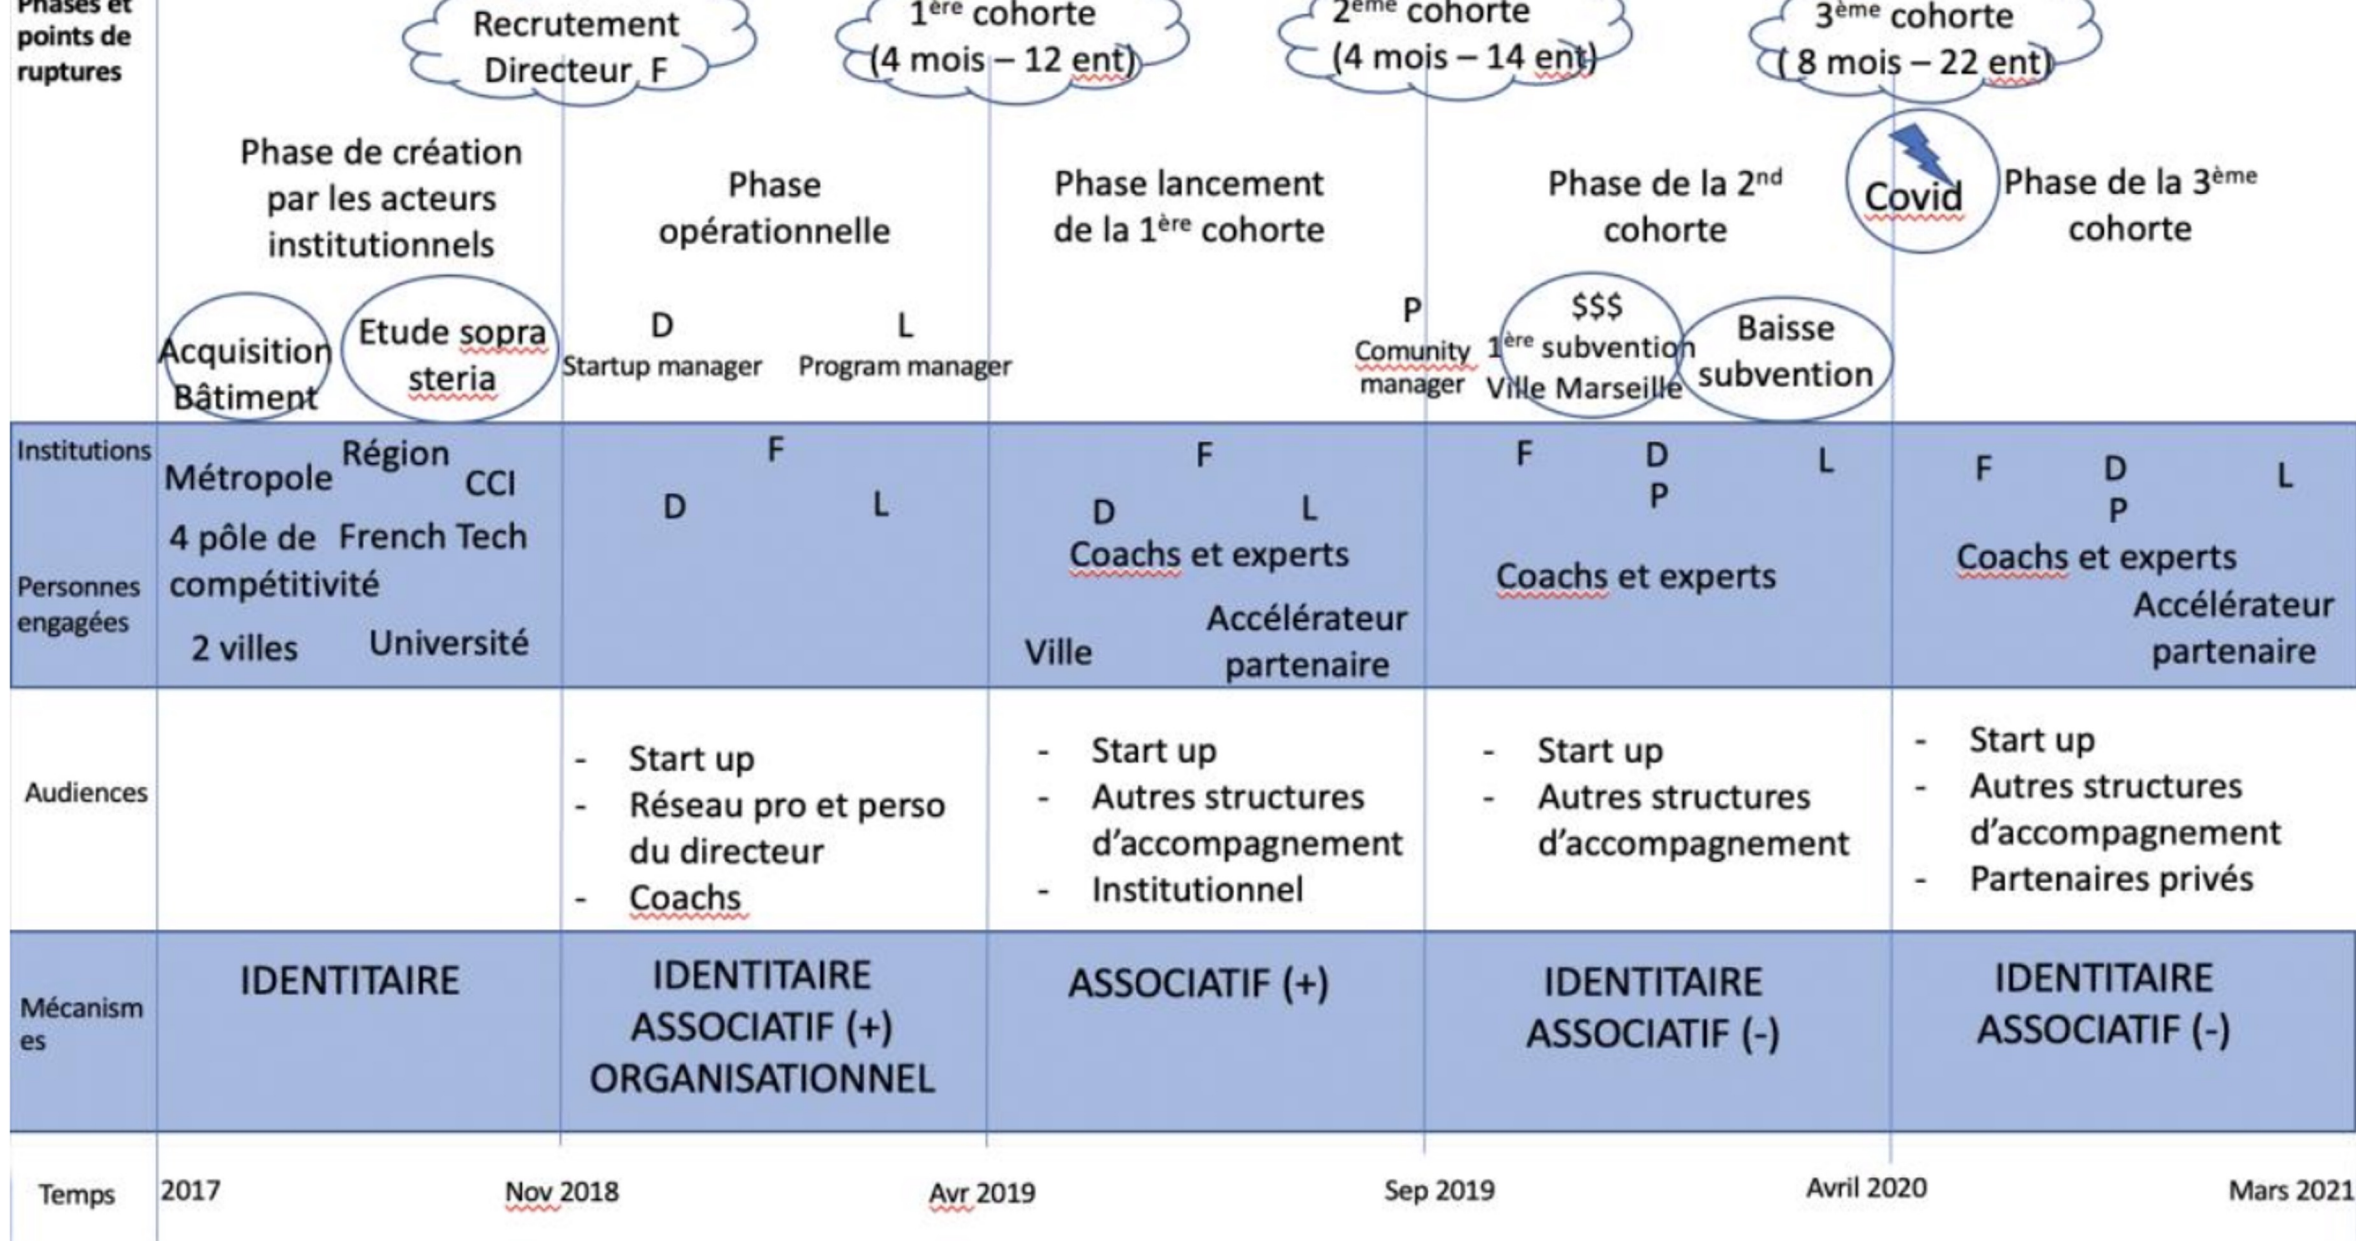 Phases et
points de
ruptures
Recrutement
Directeur F
1ère cohorte
(4 mois – 12 ent)
2ème cohorte
(4 mois – 14 ent)
3ème cohorte
( 8 mois – 22 ent)
Phase de création
par les acteurs
institutionnels
Phase
opérationnelle
Phase lancement
de la 1ère cohorte
Phase de la 2nd
cohorte
Covid
Phase de la 3ème
cohorte
Acquisition
Bâtiment
Etude sopra
steria
D
Startup manager
L
Program manager
P
Comunity
manager
$$$
1ère subvention
Ville Marseille
Baisse
subvention
Institutions
Personnes
engagées
Métropole
Région
CCI
4 pôle de
compétitivité
French Tech
2 villes
Université
F
D
L
F
D
L
Coachs et experts
Ville
Accélérateur
partenaire
F
D
L
P
Coachs et experts
F
D
L
P
Coachs et experts
Accélérateur
partenaire
Audiences
- Start up
- Réseau pro et perso
du directeur
- Coachs
- Start up
- Autres structures
d’accompagnement
- Institutionnel
- Start up
- Autres structures
d’accompagnement
- Start up
- Autres structures
d’accompagnement
- Partenaires privés
Mécanism
es
IDENTITAIRE
IDENTITAIRE
ASSOCIATIF (+)
ORGANISATIONNEL
ASSOCIATIF (+)
IDENTITAIRE
ASSOCIATIF (-)
IDENTITAIRE
ASSOCIATIF (-)
Temps
2017
Nov 2018
Avr 2019
Sep 2019
Avril 2020
Mars 2021